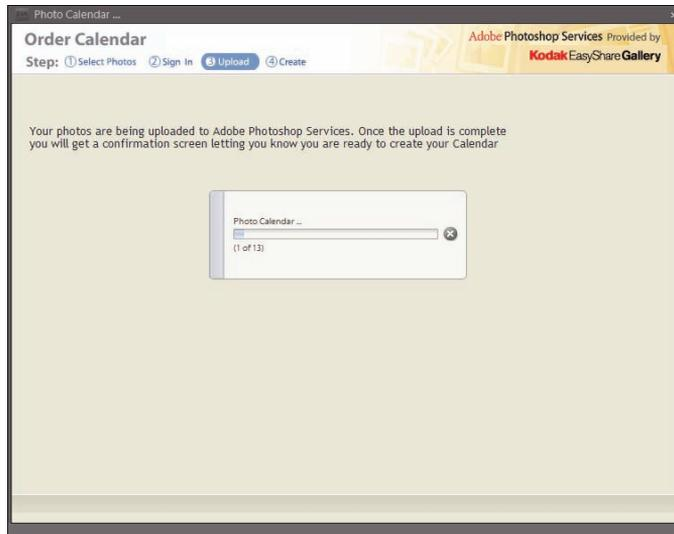 Photo Calendar ...
Order Calendar
Adobe Photoshop Services Provided by
Kodak EasyShare Gallery
Step: 1 Select Photos 2 Sign In 3 Upload 4 Create
Your photos are being uploaded to Adobe Photoshop Services. Once the upload is complete
you will get a confirmation screen letting you know you are ready to create your Calendar
Photo Calendar ...
(1 of 13)